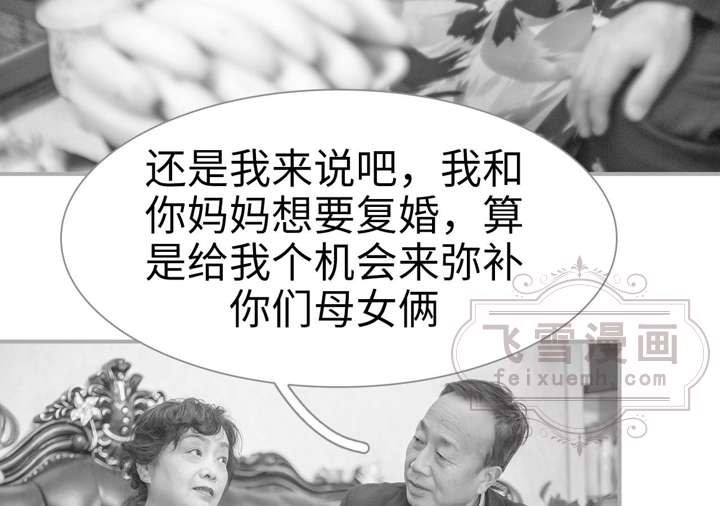 还是我来说吧，我和
你妈妈想要复婚，算
是给我个机会来弥补
你们母女俩
飞雪漫画
feixuemh.com